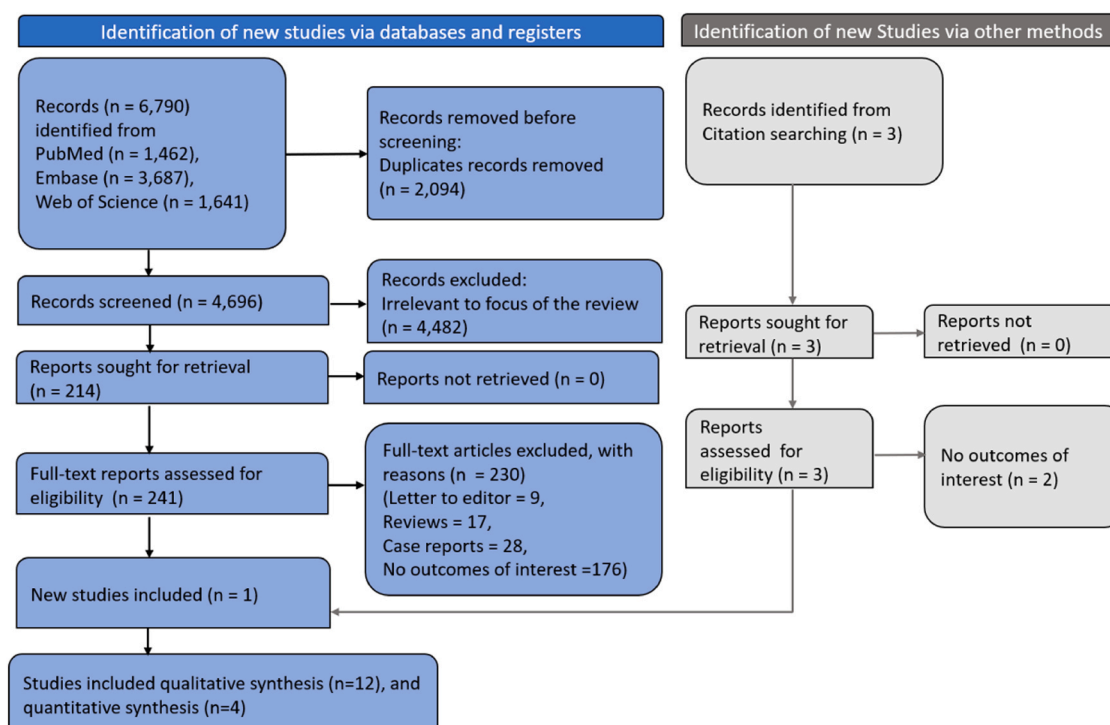 Identification of new studies via databases and registers
Identification of new Studies via other methods
Records (n = 6,790)
identified from
PubMed (n = 1,462),
Embase (n = 3,687),
Web of Science (n = 1,641)
Records removed before
screening:
Duplicates records removed
(n = 2,094)
Records identified from
Citation searching (n = 3)
Records screened (n = 4,696)
Records excluded:
Irrelevant to focus of the review
(n = 4,482)
Reports sought for
retrieval (n = 3)
Reports not
retrieved (n = 0)
Reports sought for retrieval
(n = 214)
Reports not retrieved (n = 0)
Reports
assessed for
eligibility (n = 3)
No outcomes of
interest (n = 2)
Full-text reports assessed for
eligibility (n = 241)
Full-text articles excluded, with
reasons (n = 230)
(Letter to editor = 9,
Reviews = 17,
Case reports = 28,
No outcomes of interest =176)
New studies included (n = 1)
Studies included qualitative synthesis (n=12), and
quantitative synthesis (n=4)